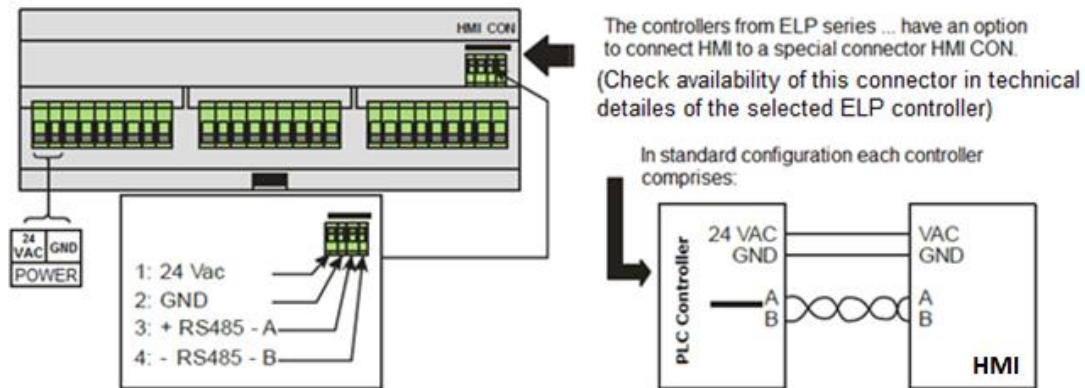 HMI CON
The controllers from ELP series ... have an option
to connect HMI to a special connector HMI CON.
(Check availability of this connector in technical
detailes of the selected ELP controller)
In standard configuration each controller
comprises:
24 VAC
GND
POWER
1: 24 Vac
2: GND
3: + RS485 - A
4: - RS485 - B
PLC Controller
24 VAC
GND
A
B
VAC
GND
A
B
HMI